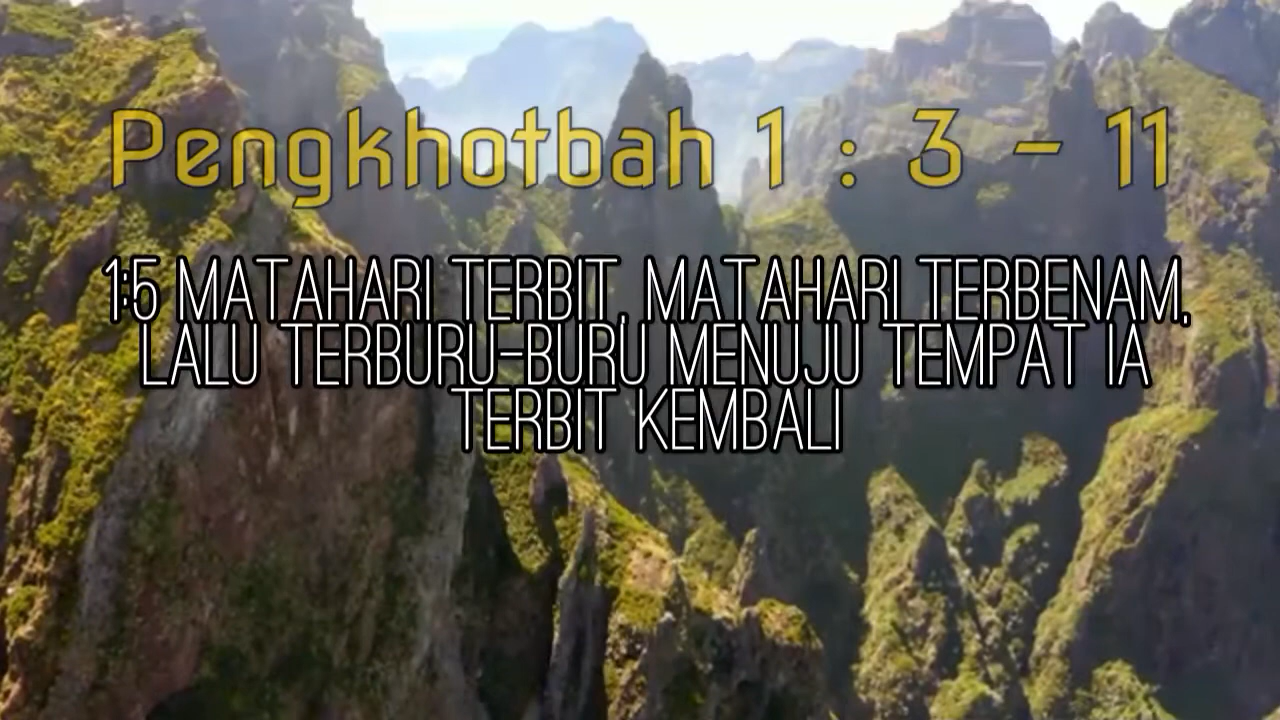 Pengkhotbah 1 : 3 - 11
1:5 MATAHARI TERBIT, MATAHARI TERBENAM,
LALU TERBURU-BURU MENUJU TEMPAT IA
TERBIT KEMBALI